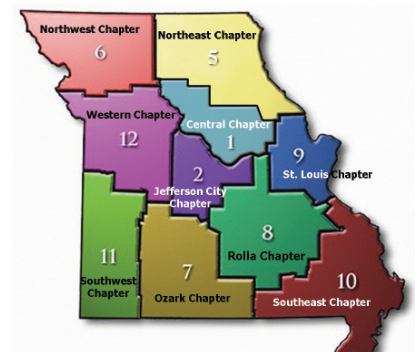 Northwest Chapter
6
Northeast Chapter
5
Western Chapter
12
Central Chapter
1
9
St. Louis Chapter
2
Jefferson City
Chapter
8
Rolla Chapter
11
Southwest
Chapter
7
Ozark Chapter
10
Southeast Chapter